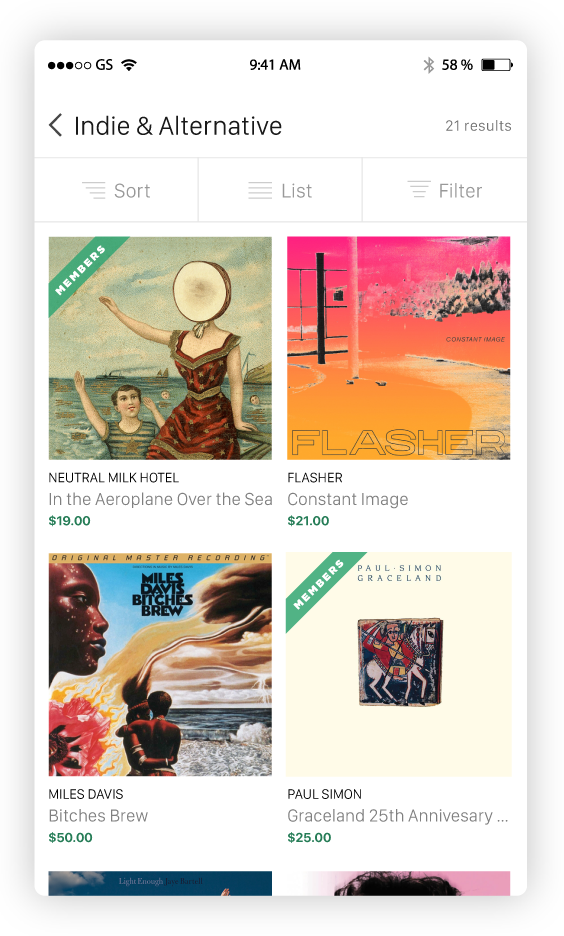 GS
9:41 AM
58 %
Indie & Alternative
21 results
Sort
List
Filter
MEMBERS
CONSTANT IMAGE
FLASHER
NEUTRAL MILK HOTEL
In the Aeroplane Over the Sea
$19.00
FLASHER
Constant Image
$21.00
ORIGINAL MASTER RECORDING
MILES
DAVIS
BITCHES
BREW
MEMBERS
PAUL·SIMON
GRACELAND
MILES DAVIS
Bitches Brew
$50.00
PAUL SIMON
Graceland 25th Annivesary ...
$25.00
Light Enough